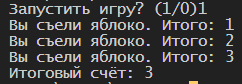 Запустить игру? (1/0)1
Вы съели яблоко. Итого: 1
Вы съели яблоко. Итого: 2
Вы съели яблоко. Итого: 3
Итоговый счёт: 3